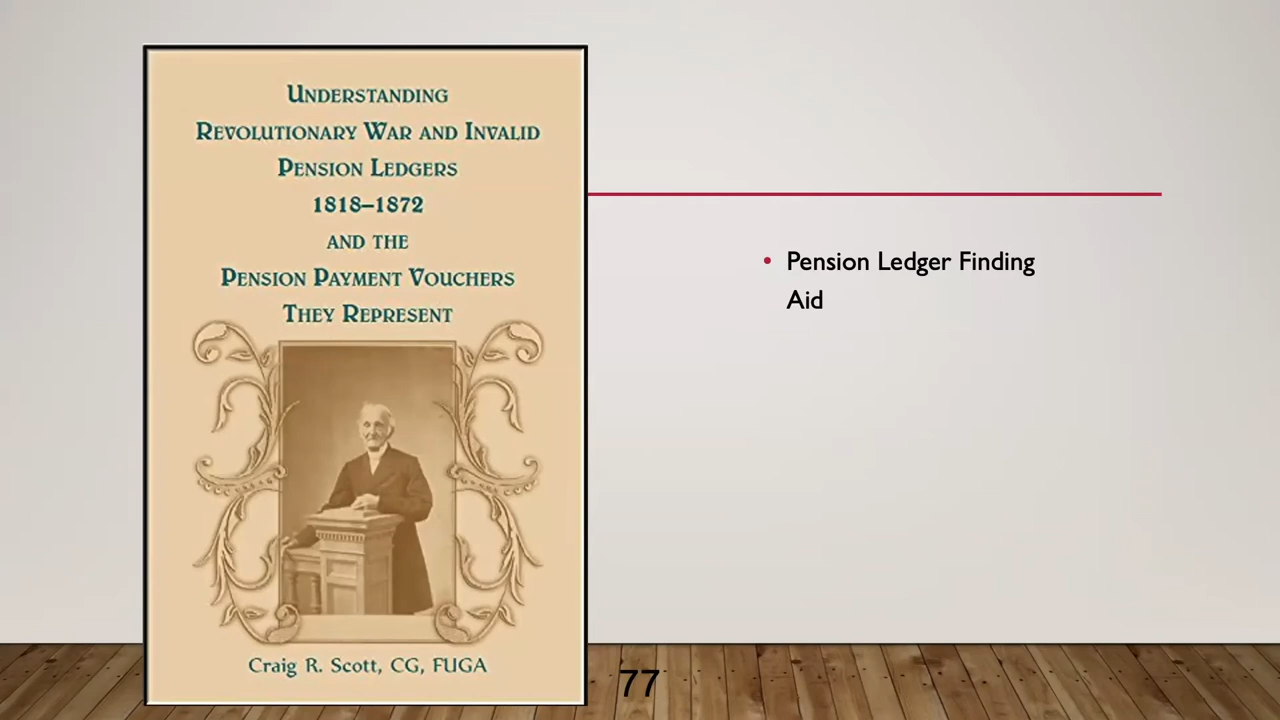 Understanding
Revolutionary War and Invalid
Pension Ledgers
1818–1872
and the
Pension Payment Vouchers
They Represent
Craig R. Scott, CG, FUGA
• Pension Ledger Finding
Aid
77